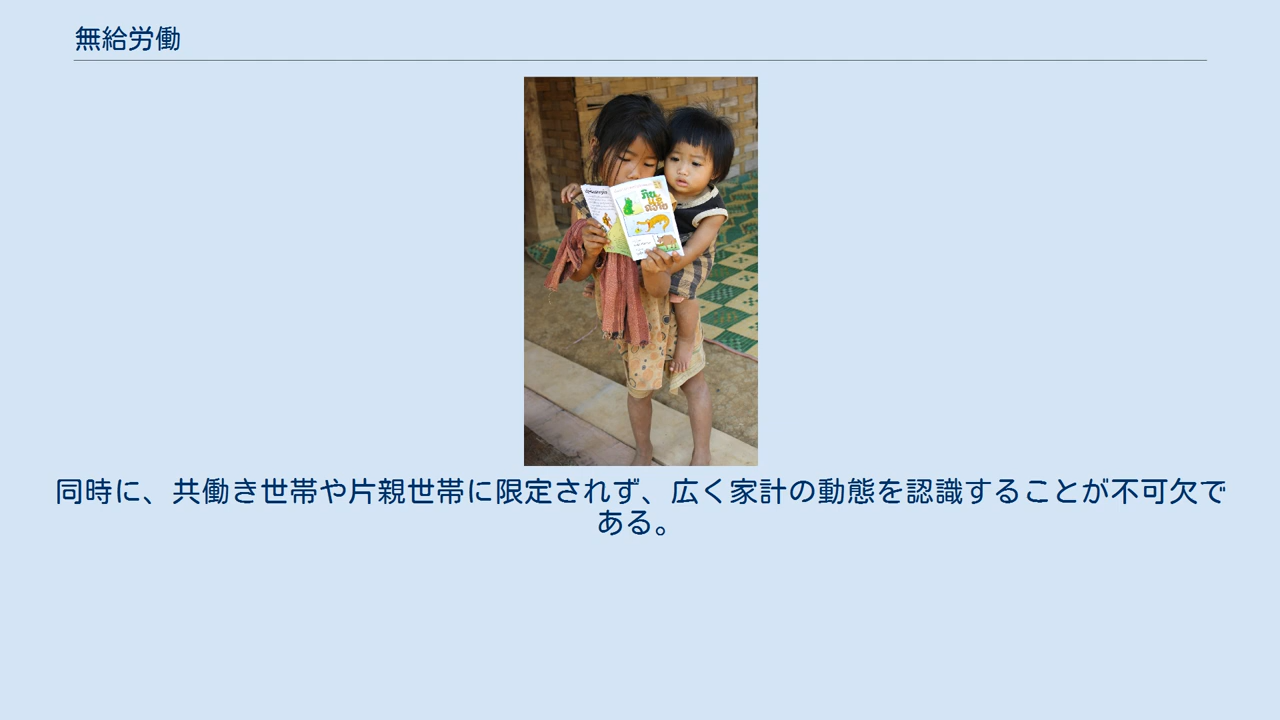 無給労働
同時に、共働き世帯や片親世帯に限定されず、広く家計の動態を認識することが不可欠で
ある。